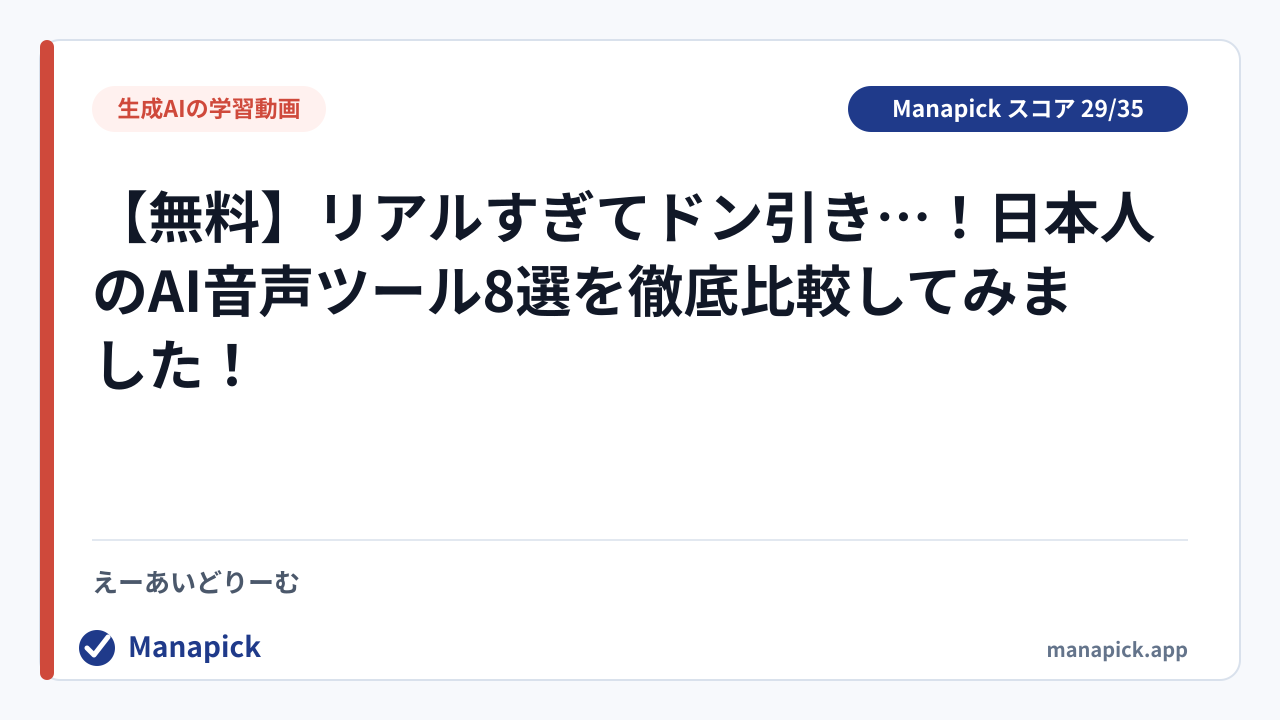 生成AIの学習動画
Manapick スコア 29/35
【無料】リアルすぎてドン引き…！日本人
のAI音声ツール8選を徹底比較してみま
した！
えーあいどりーむ
Manapick
manapick.app